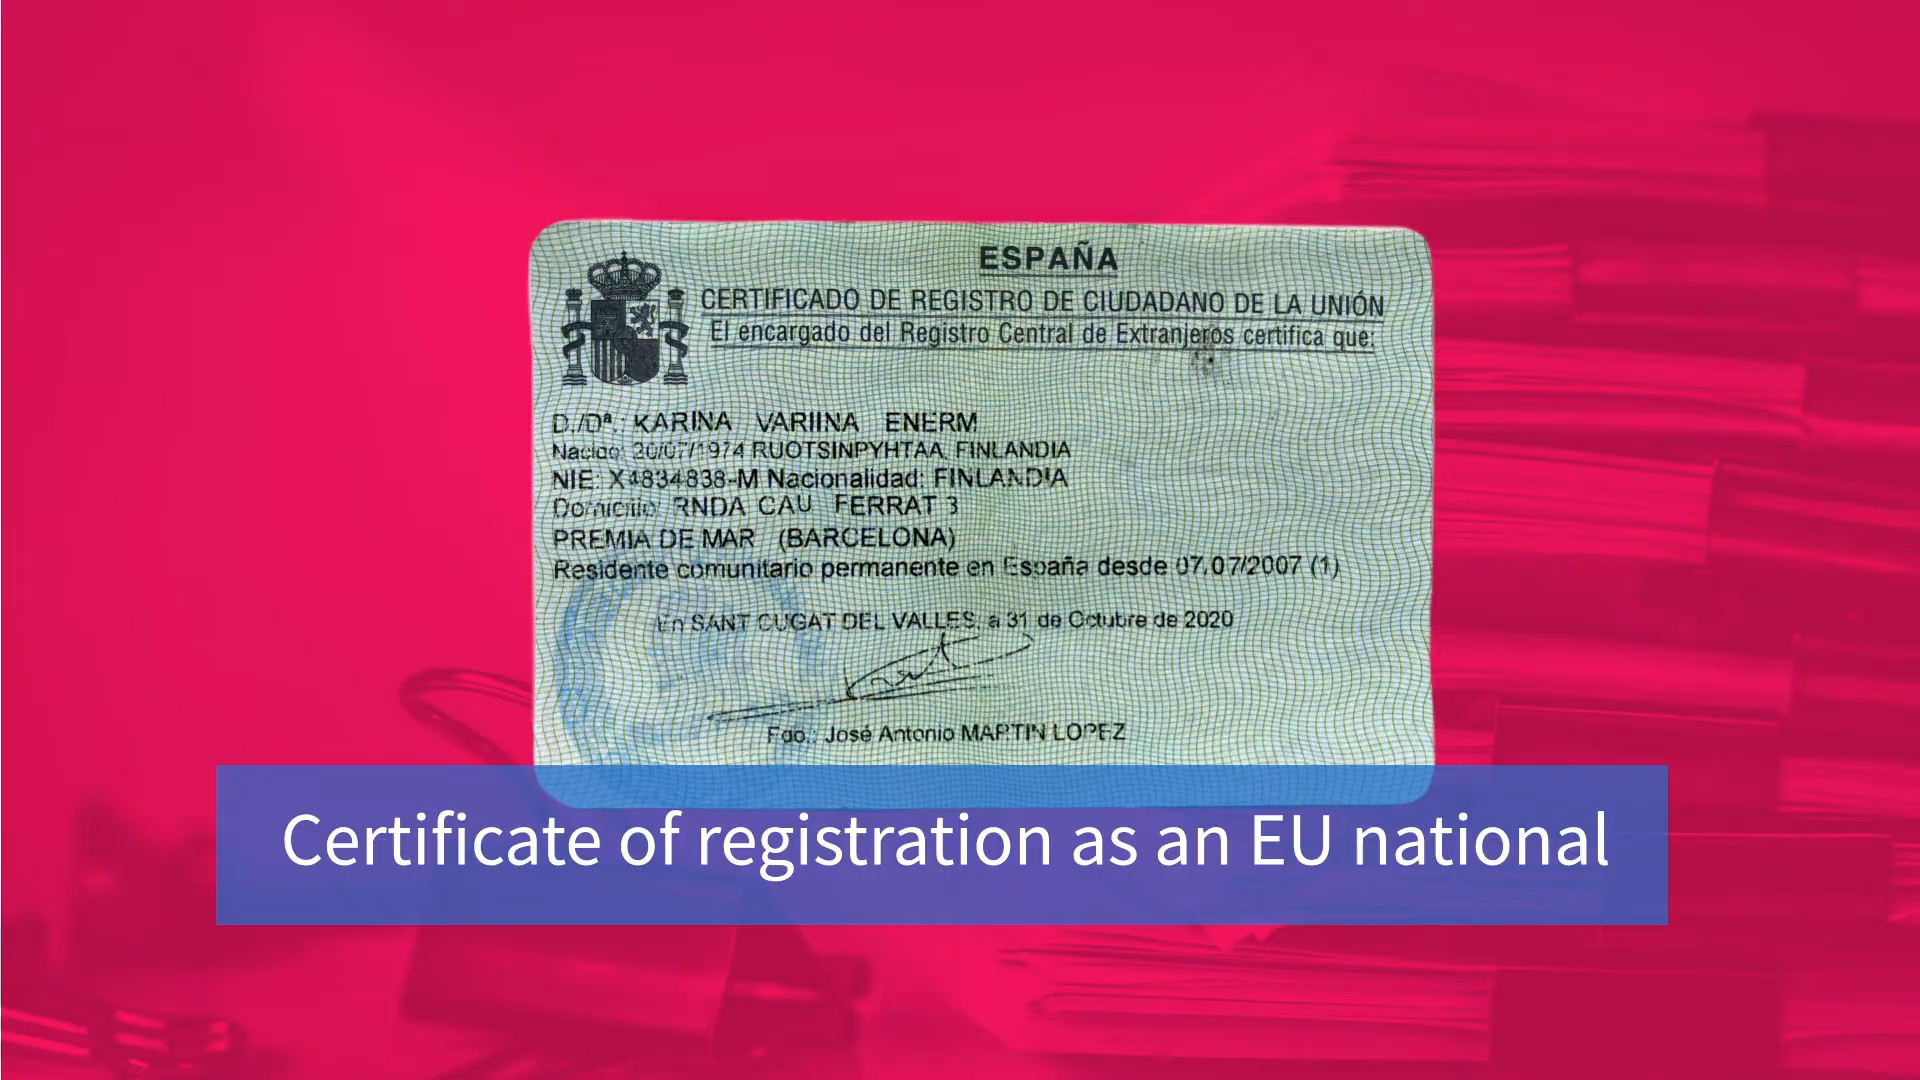 ESPAÑA
CERTIFICADO DE REGISTRO DE CIUDADANO DE LA UNIÓN
El encargado del Registro Central de Extranjeros certifica que:
D./Dª.: KARINA VARIINA ENERM
Nacido: 20/07/1974 RUOTSINPYHTAA, FINLANDIA
NIE: X4834838-M Nacionalidad: FINLANDIA
Domicilio: RNDA CAU FERRAT 3
PREMIA DE MAR (BARCELONA)
Residente comunitario permanente en España desde 07.07/2007 (1)
En SANT CUGAT DEL VALLES, a 31 de Octubre de 2020
Fdo.: José Antonio MARTIN LOPEZ
Certificate of registration as an EU national